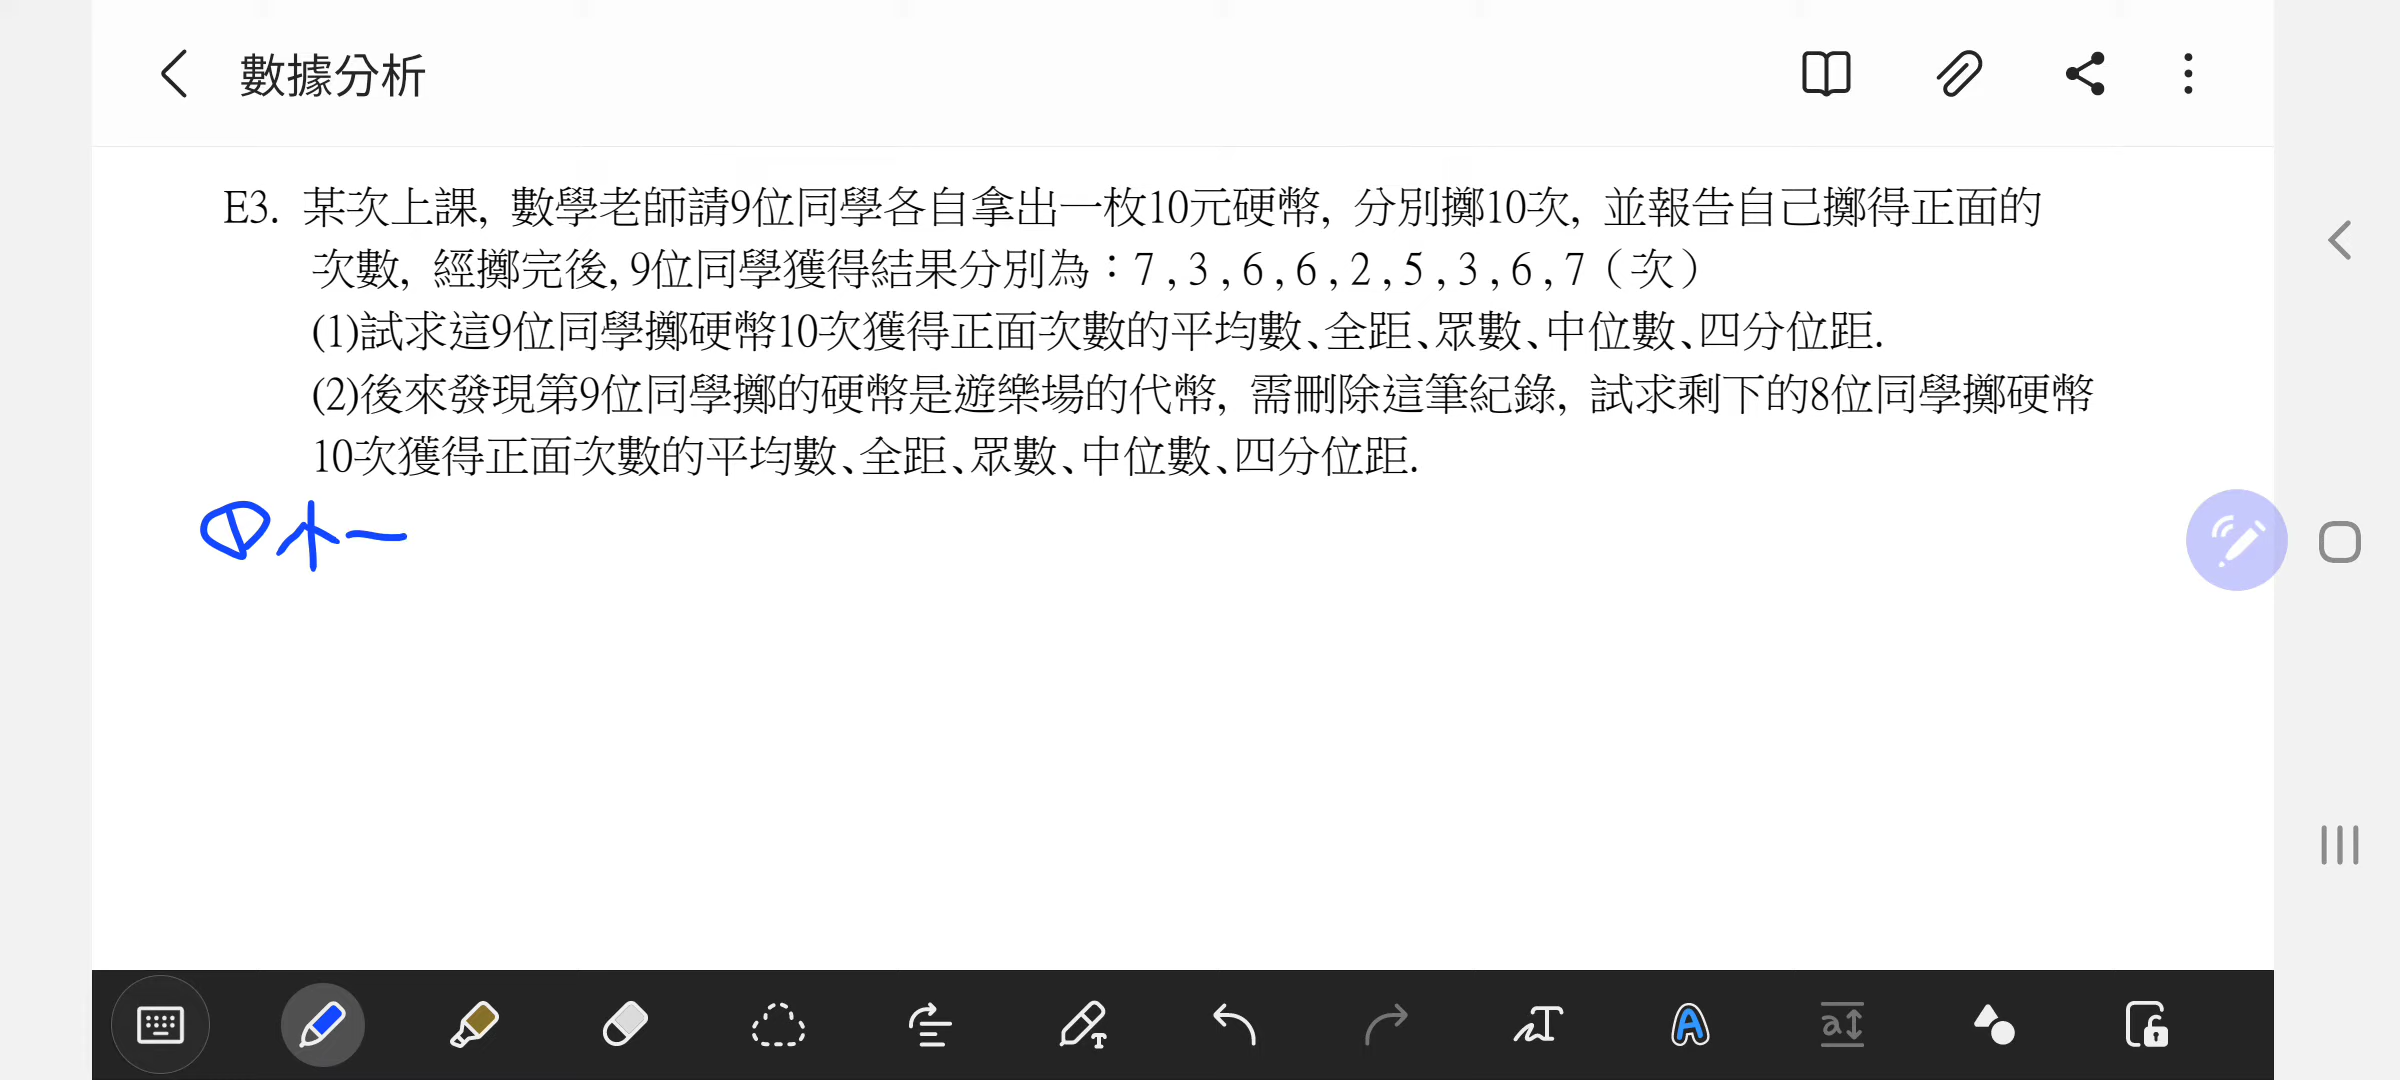 數據分析
E3. 某次上課, 數學老師請9位同學各自拿出一枚10元硬幣, 分別擲10次, 並報告自己擲得正面的
次數, 經擲完後, 9位同學獲得結果分別為：7 , 3 , 6 , 6 , 2 , 5 , 3 , 6 , 7（次）
(1)試求這9位同學擲硬幣10次獲得正面次數的平均數、全距、眾數、中位數、四分位距.
(2)後來發現第9位同學擲的硬幣是遊樂場的代幣, 需刪除這筆紀錄, 試求剩下的8位同學擲硬幣
10次獲得正面次數的平均數、全距、眾數、中位數、四分位距.